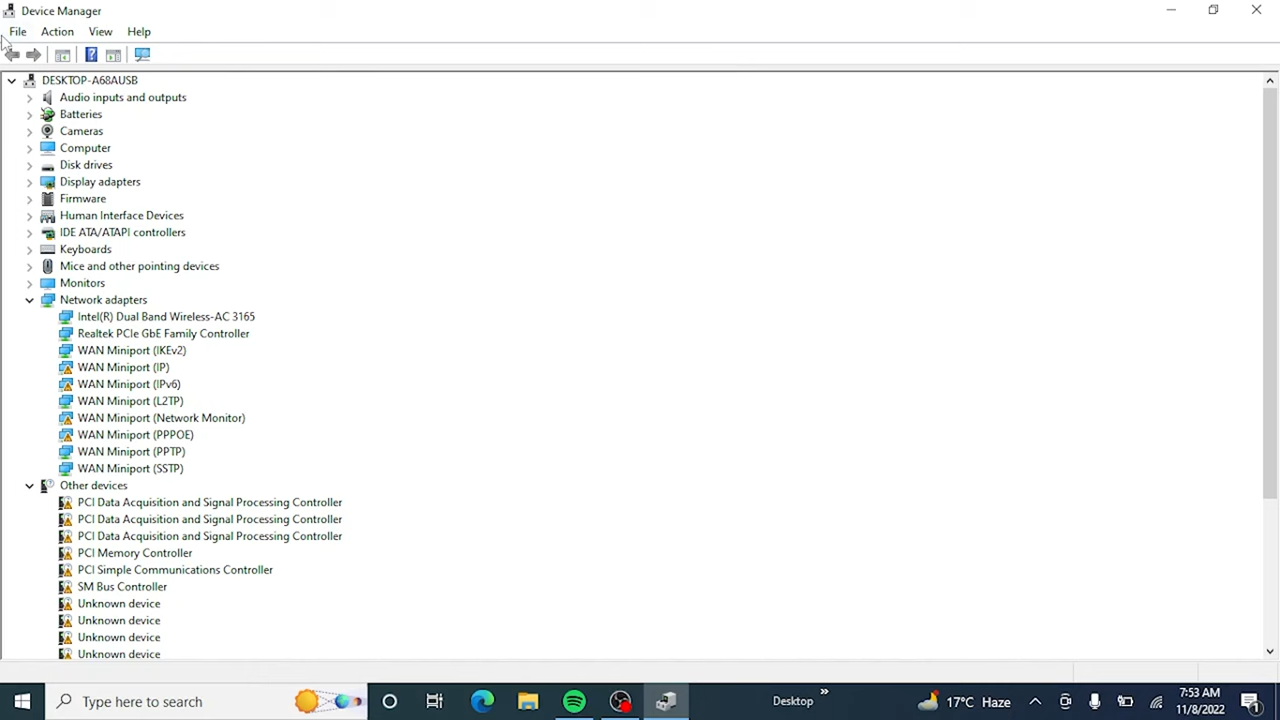 Device Manager
File Action View Help
DESKTOP-A68AUSB
Audio inputs and outputs
Batteries
Cameras
Computer
Disk drives
Display adapters
Firmware
Human Interface Devices
IDE ATA/ATAPI controllers
Keyboards
Mice and other pointing devices
Monitors
Network adapters
Intel(R) Dual Band Wireless-AC 3165
Realtek PCIe GbE Family Controller
WAN Miniport (IKEv2)
WAN Miniport (IP)
WAN Miniport (IPv6)
WAN Miniport (L2TP)
WAN Miniport (Network Monitor)
WAN Miniport (PPPOE)
WAN Miniport (PPTP)
WAN Miniport (SSTP)
Other devices
PCI Data Acquisition and Signal Processing Controller
PCI Data Acquisition and Signal Processing Controller
PCI Data Acquisition and Signal Processing Controller
PCI Memory Controller
PCI Simple Communications Controller
SM Bus Controller
Unknown device
Unknown device
Unknown device
Unknown device
Type here to search
Desktop
17°C Haze
7:53 AM
11/8/2022
1